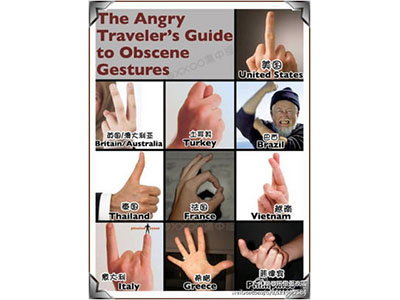 The Angry
Traveler's Guide
to Obscene
Gestures
美国
United States
英国/澳大利亚
Britain/Australia
土耳其
Turkey
巴西
Brazil
泰国
Thailand
法国
France
越南
Vietnam
意大利
Italy
希腊
Greece
菲律宾
Philippines